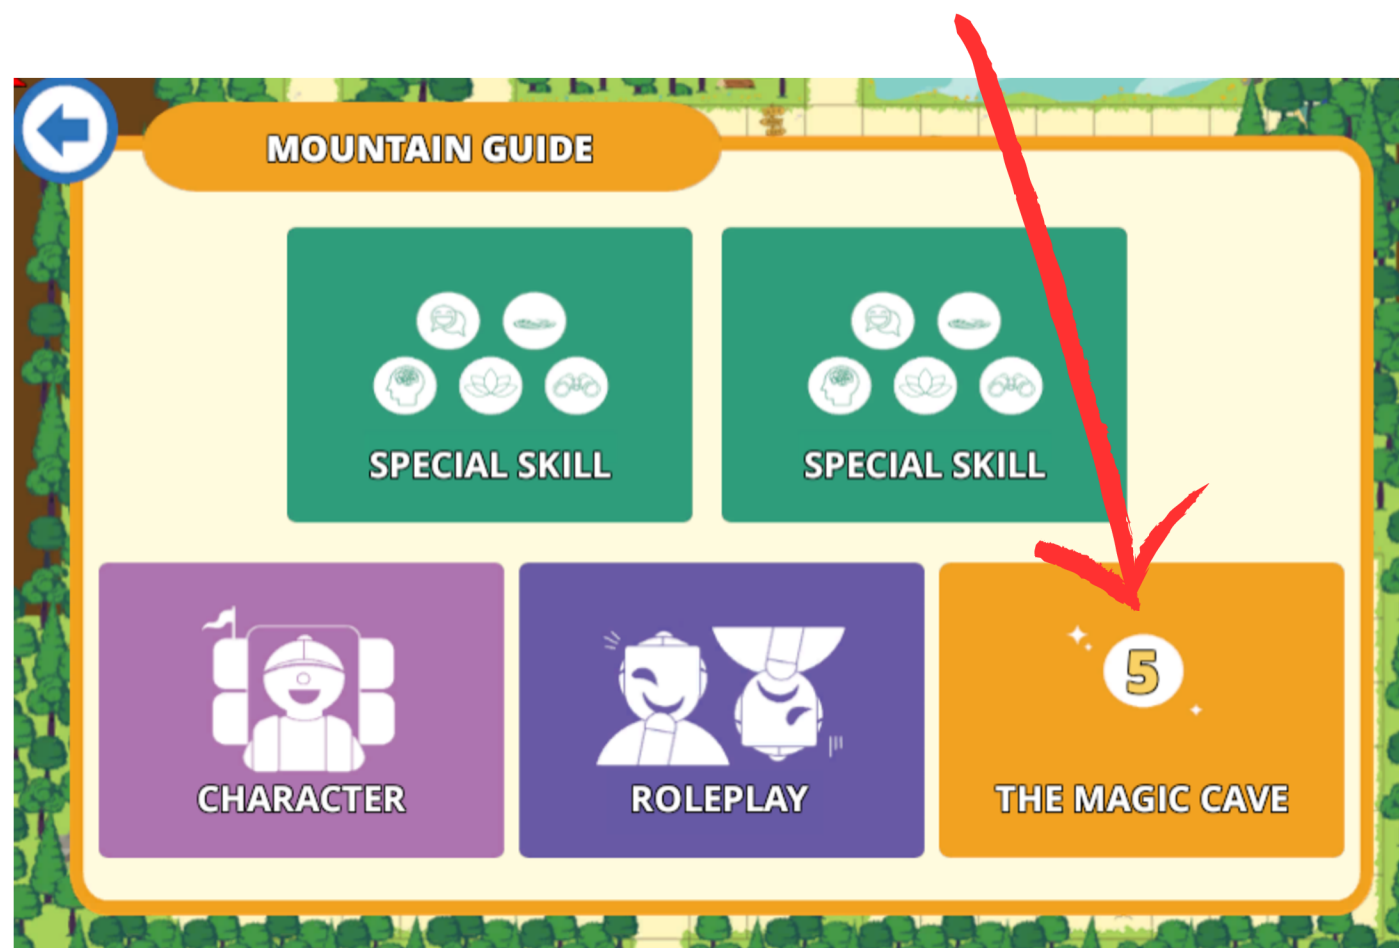 MOUNTAIN GUIDE
SPECIAL SKILL
SPECIAL SKILL
CHARACTER
ROLEPLAY
5
THE MAGIC CAVE